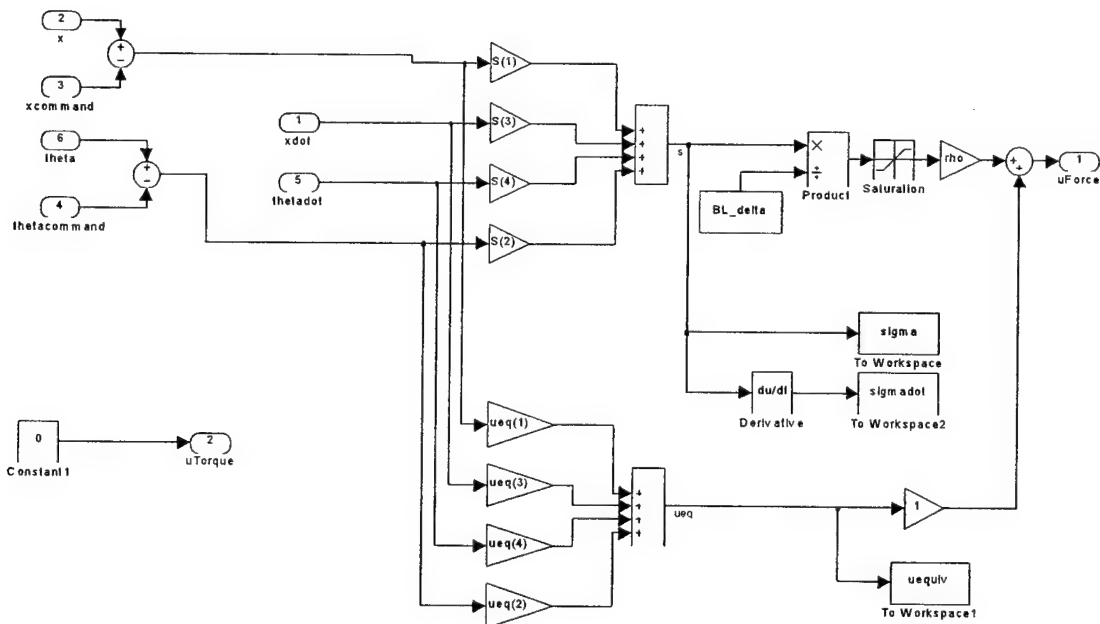 2
x
+
−
3
xcommand
6
theta
+
−
4
thetacommand
1
xdot
5
thetadot
S(1)
S(3)
S(4)
S(2)
+
+
+
+
s
×
÷
Product
BL_delta
Saturation
rho
+
+
1
uForce
sigma
To Workspace
du/dt
Derivative
sigmadot
To Workspace2
0
Constant1
2
uTorque
ueq(1)
ueq(3)
ueq(4)
ueq(2)
+
+
+
+
ueq
1
uequiv
To Workspace1